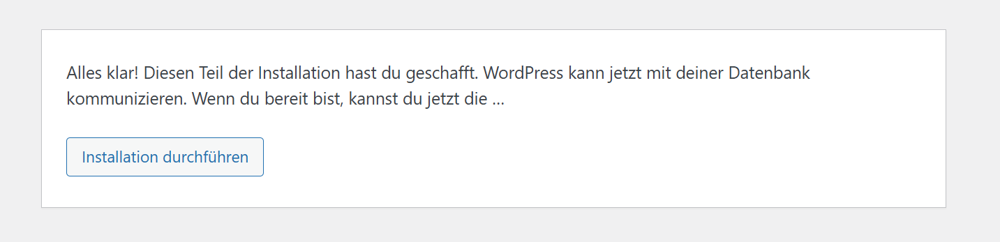 Alles klar! Diesen Teil der Installation hast du geschafft. WordPress kann jetzt mit deiner Datenbank
kommunizieren. Wenn du bereit bist, kannst du jetzt die …
Installation durchführen